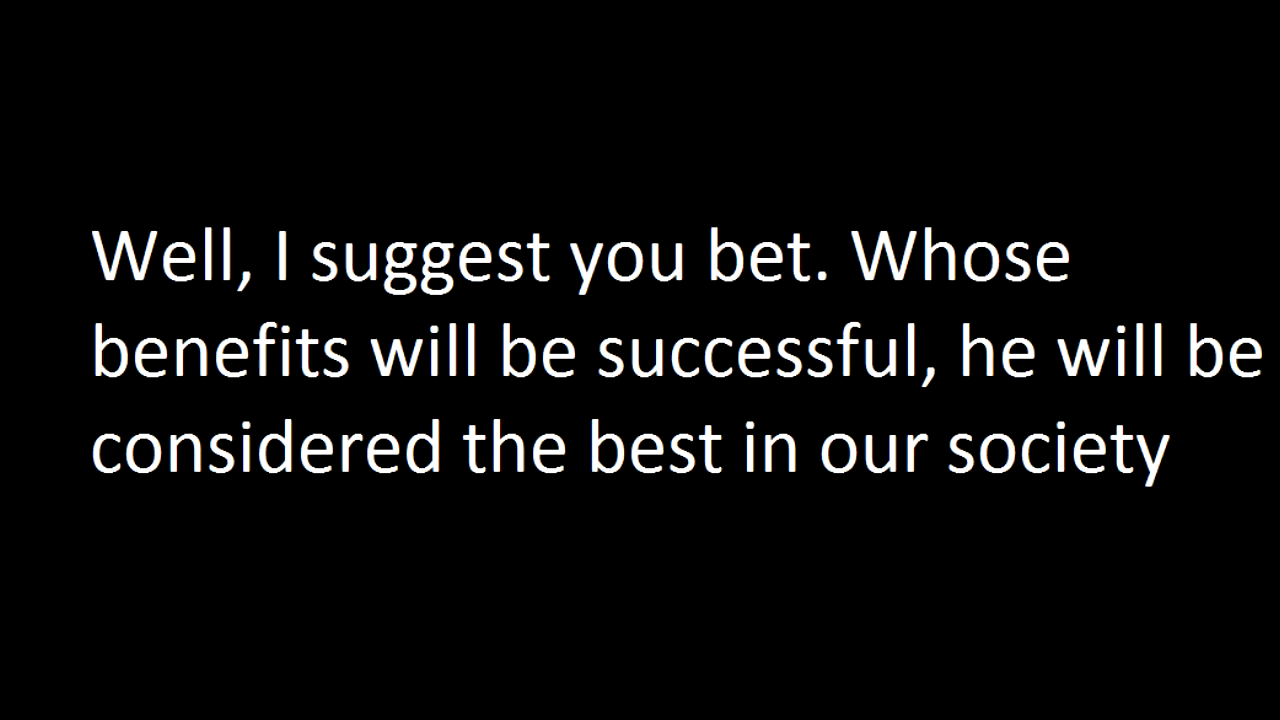 Well, I suggest you bet. Whose
benefits will be successful, he will be
considered the best in our society